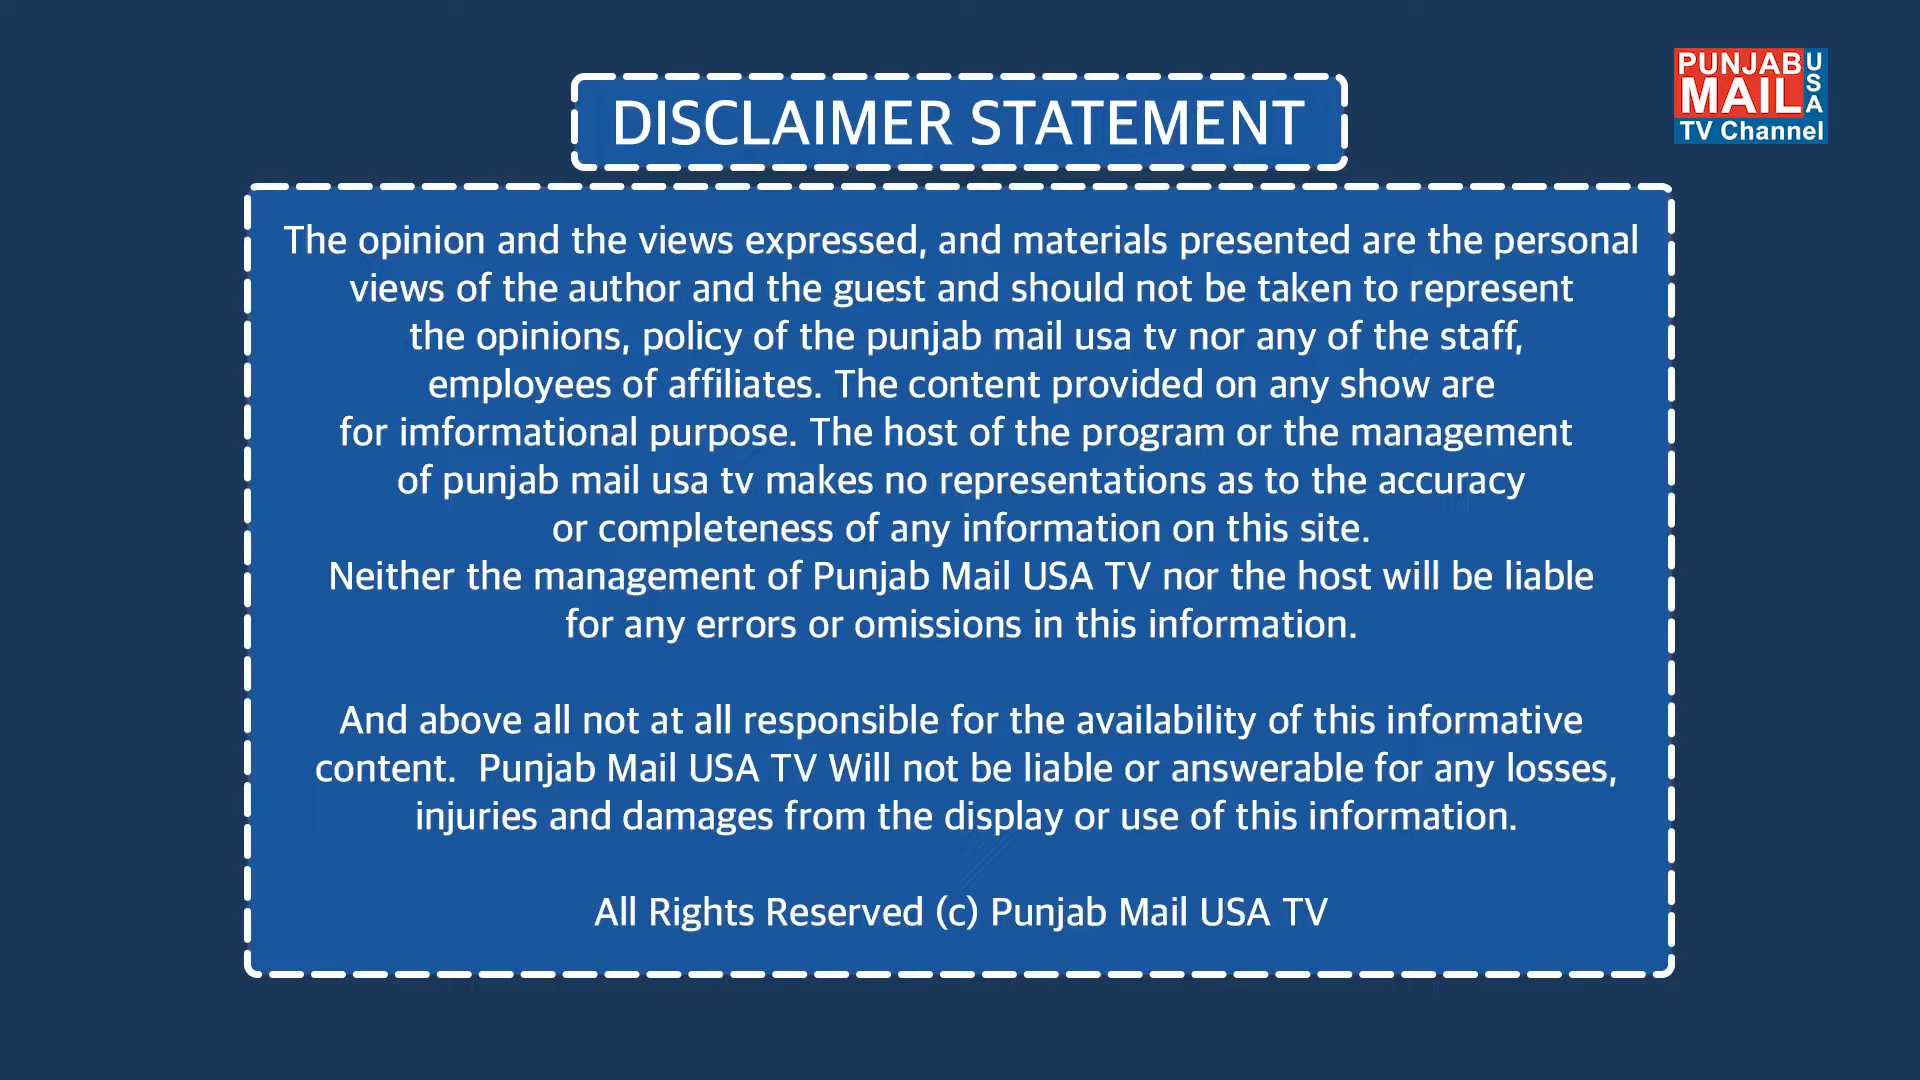 DISCLAIMER STATEMENT
PUNJAB
MAIL
USA
TV Channel
The opinion and the views expressed, and materials presented are the personal
views of the author and the guest and should not be taken to represent
the opinions, policy of the punjab mail usa tv nor any of the staff,
employees of affiliates. The content provided on any show are
for imformational purpose. The host of the program or the management
of punjab mail usa tv makes no representations as to the accuracy
or completeness of any information on this site.
Neither the management of Punjab Mail USA TV nor the host will be liable
for any errors or omissions in this information.
And above all not at all responsible for the availability of this informative
content.  Punjab Mail USA TV Will not be liable or answerable for any losses,
injuries and damages from the display or use of this information.
All Rights Reserved (c) Punjab Mail USA TV